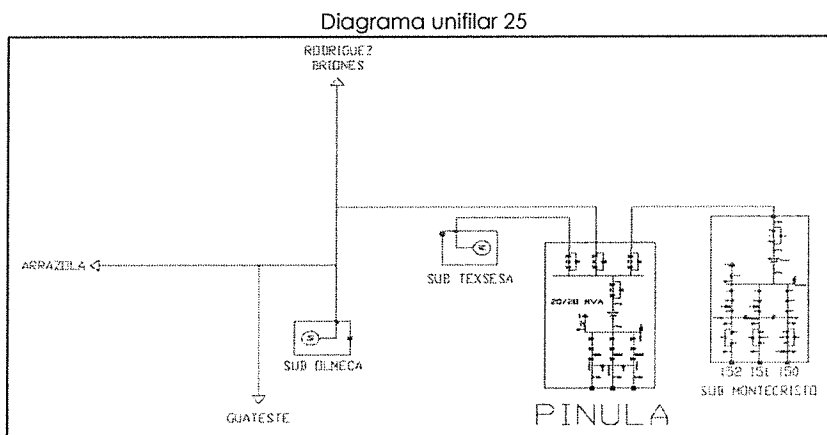 Diagrama unifilar 25
RODRIGUEZ
BRIONES
ARRAZOLA
SUB TEXSESA
20/28 MVA
SUB OLMECA
152 151 150
SUB MONTECRISTO
GUATESTE
PINULA